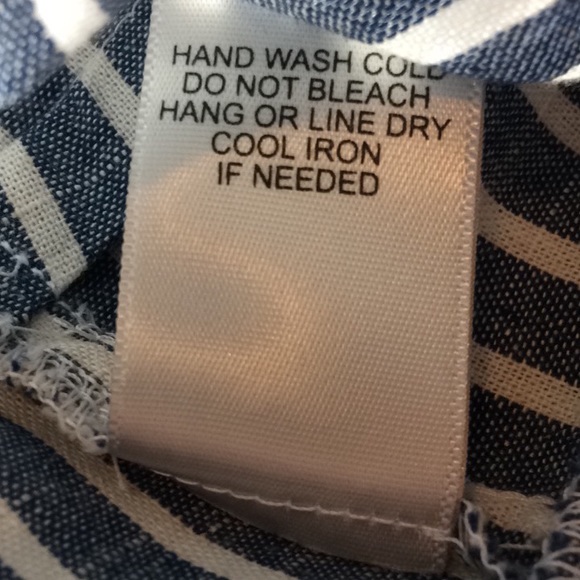 HAND WASH COLD
DO NOT BLEACH
HANG OR LINE DRY
COOL IRON
IF NEEDED